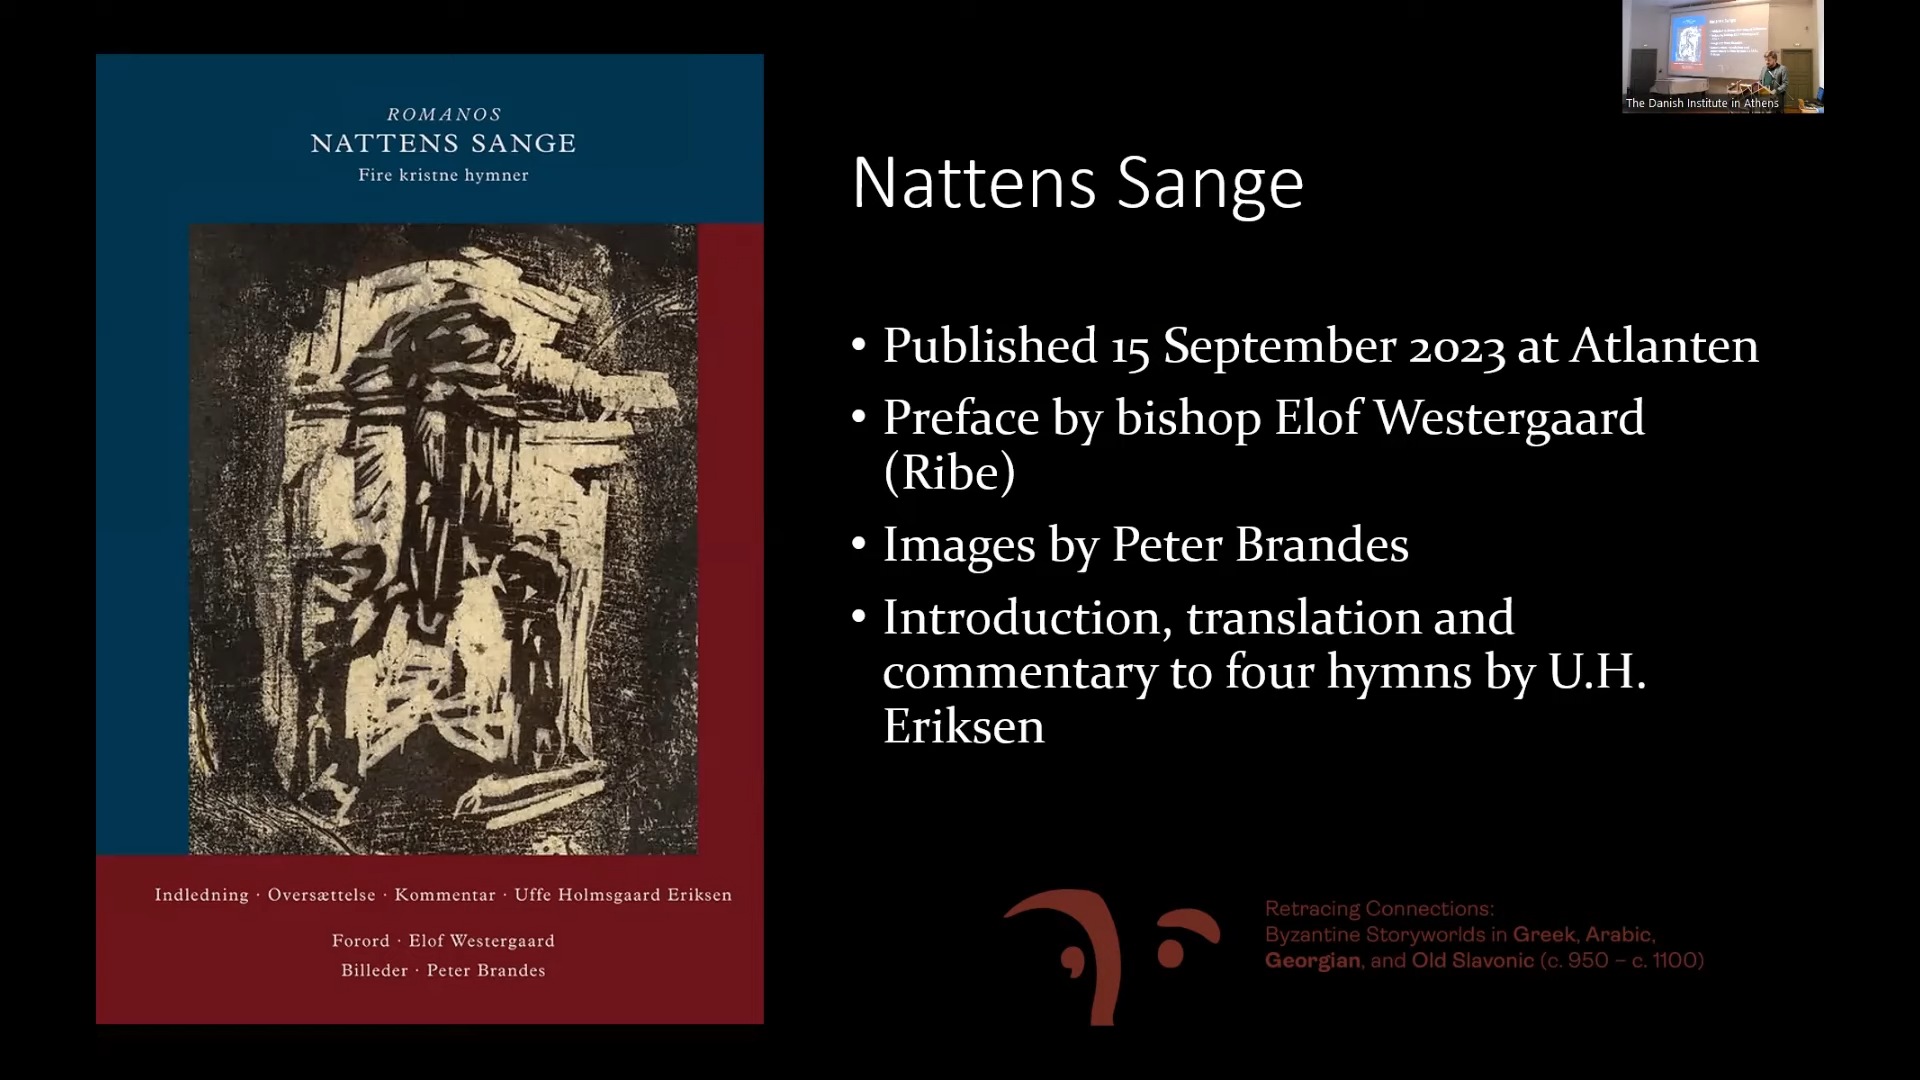 The Danish Institute in Athens
ROMANOS
NATTENS SANGE
Fire kristne hymner
Indledning · Oversættelse · Kommentar · Uffe Holmsgaard Eriksen
Forord · Elof Westergaard
Billeder · Peter Brandes
Nattens Sange
• Published 15 September 2023 at Atlanten
• Preface by bishop Elof Westergaard
(Ribe)
• Images by Peter Brandes
• Introduction, translation and
commentary to four hymns by U.H.
Eriksen
Retracing Connections:
Byzantine Storyworlds in Greek, Arabic,
Georgian, and Old Slavonic (c. 950 – c. 1100)